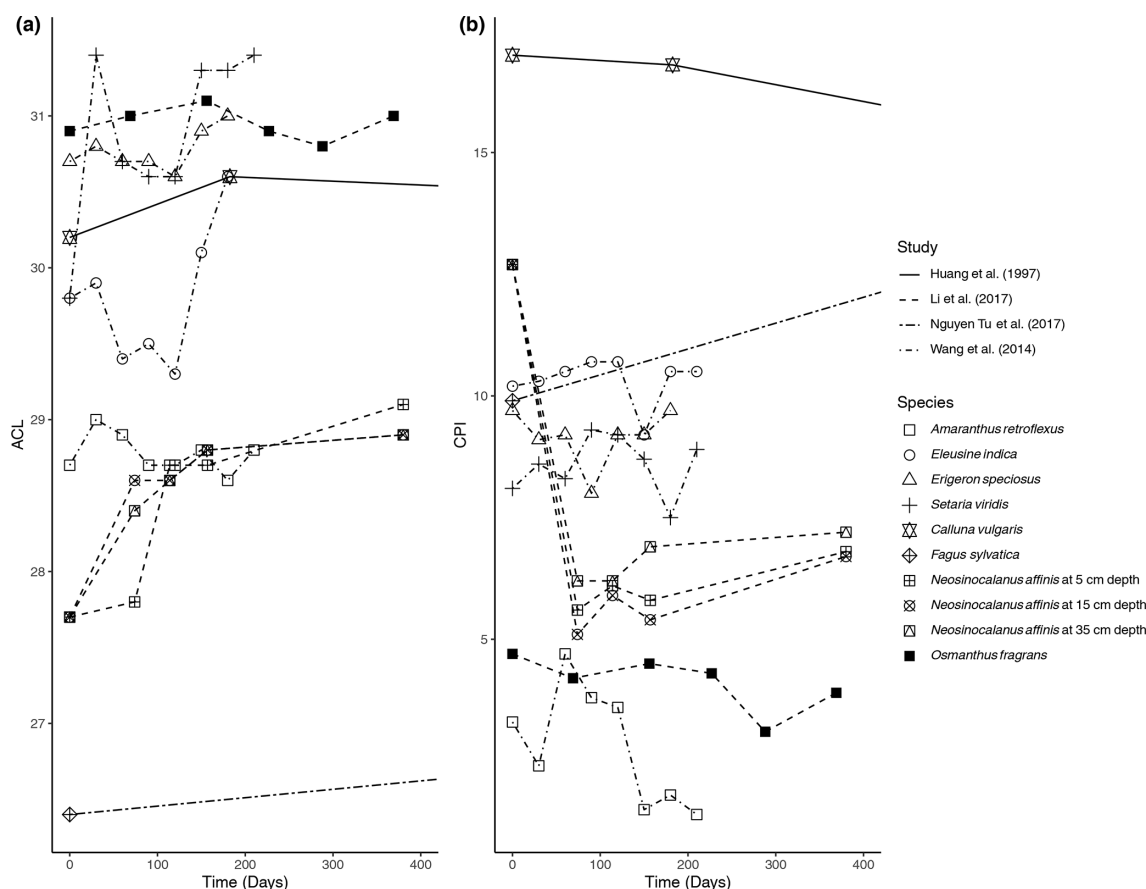 (a)
(b)
31
30
29
28
27
ACL
0
100
200
300
400
Time (Days)
15
10
5
CPI
0
100
200
300
400
Time (Days)
Study
Huang et al. (1997)
Li et al. (2017)
Nguyen Tu et al. (2017)
Wang et al. (2014)
Species
Amaranthus retroflexus
Eleusine indica
Erigeron speciosus
Setaria viridis
Calluna vulgaris
Fagus sylvatica
Neosinocalanus affinis at 5 cm depth
Neosinocalanus affinis at 15 cm depth
Neosinocalanus affinis at 35 cm depth
Osmanthus fragrans